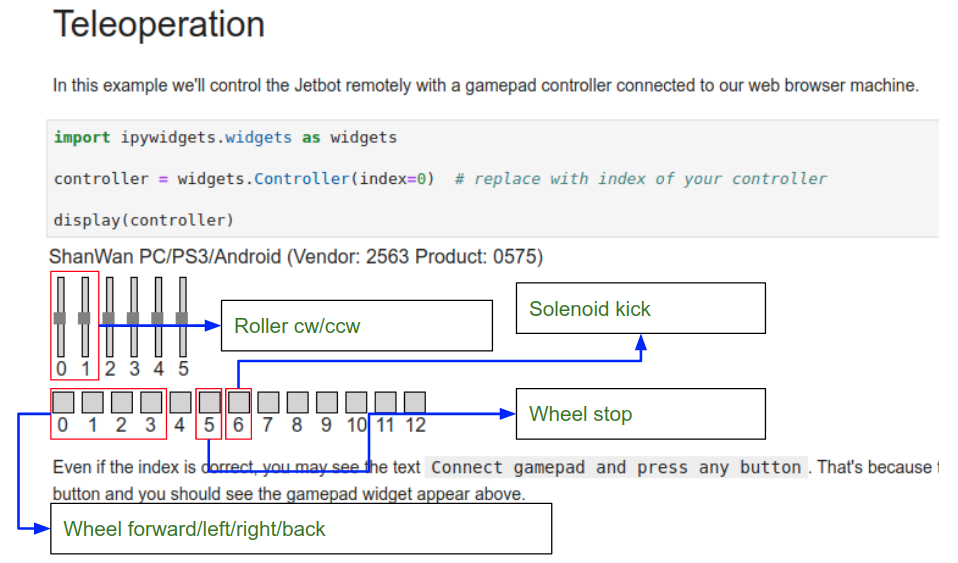 Teleoperation
In this example we'll control the Jetbot remotely with a gamepad controller connected to our web browser machine.
import ipywidgets.widgets as widgets
controller = widgets.Controller(index=0)  # replace with index of your controller
display(controller)
ShanWan PC/PS3/Android (Vendor: 2563 Product: 0575)
Solenoid kick
Roller cw/ccw
0 1 2 3 4 5
Wheel stop
0 1 2 3 4 5 6 7 8 9 10 11 12
Even if the index is correct, you may see the text Connect gamepad and press any button . That's because
button and you should see the gamepad widget appear above.
Wheel forward/left/right/back